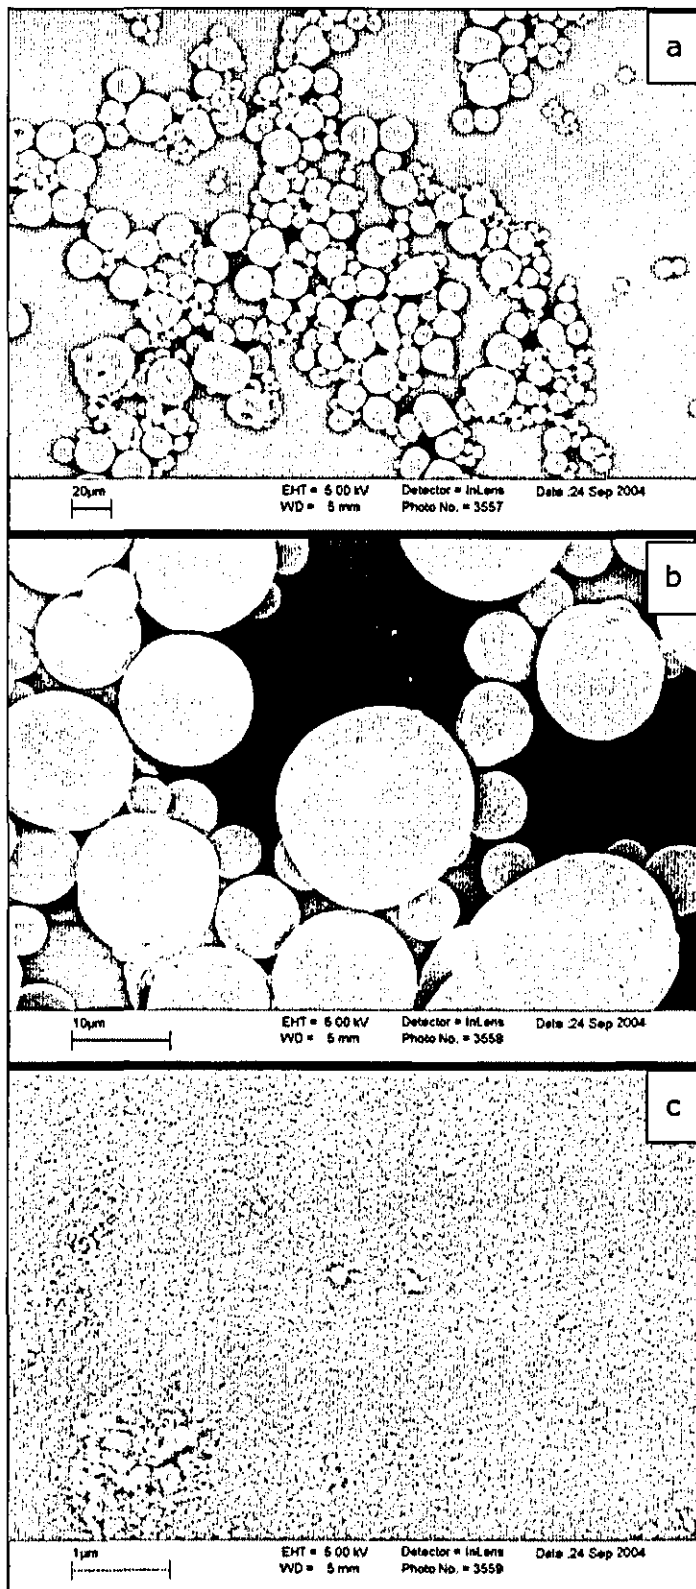 a
20µm
EHT = 5.00 kV Detector = InLens Date :24 Sep 2004
WD = 5 mm Photo No. = 3557
b
10µm
EHT = 5.00 kV Detector = InLens Date :24 Sep 2004
WD = 5 mm Photo No. = 3558
c
1µm
EHT = 5.00 kV Detector = InLens Date :24 Sep 2004
WD = 5 mm Photo No. = 3559